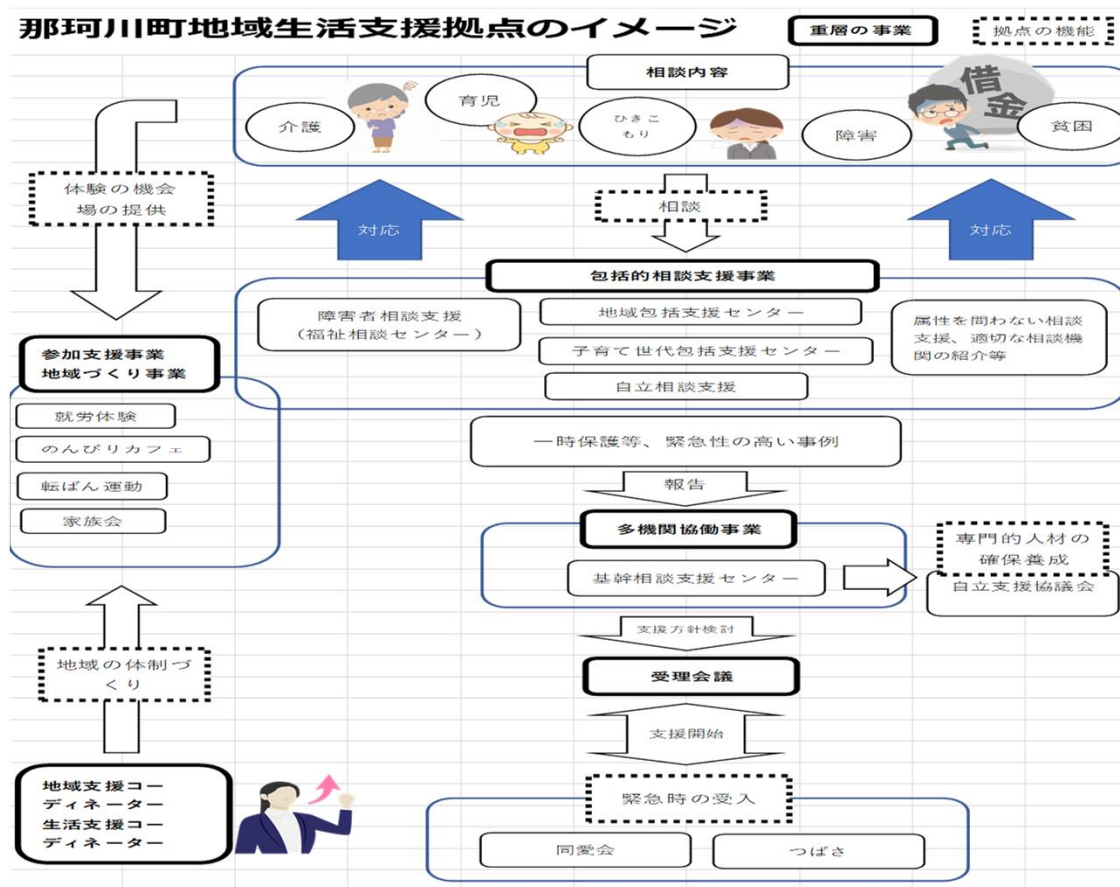 那珂川町地域生活支援拠点のイメージ
重層の事業
拠点の機能
相談内容
介護
育児
ひきこ
もり
障害
借金
貧困
体験の機会
場の提供
対応
相談
対応
包括的相談支援事業
障害者相談支援
(福祉相談センター)
地域包括支援センター
子育て世代包括支援センター
自立相談支援
属性を問わない相談
支援、適切な相談機
関の紹介等
参加支援事業
地域づくり事業
就労体験
のんびりカフェ
転ばん運動
家族会
一時保護等、緊急性の高い事例
報告
多機関協働事業
基幹相談支援センター
専門的人材の
確保養成
自立支援協議会
支援方針検討
受理会議
支援開始
地域の体制づ
くり
地域支援コー
ディネーター
生活支援コー
ディネーター
緊急時の受入
同愛会
つばさ